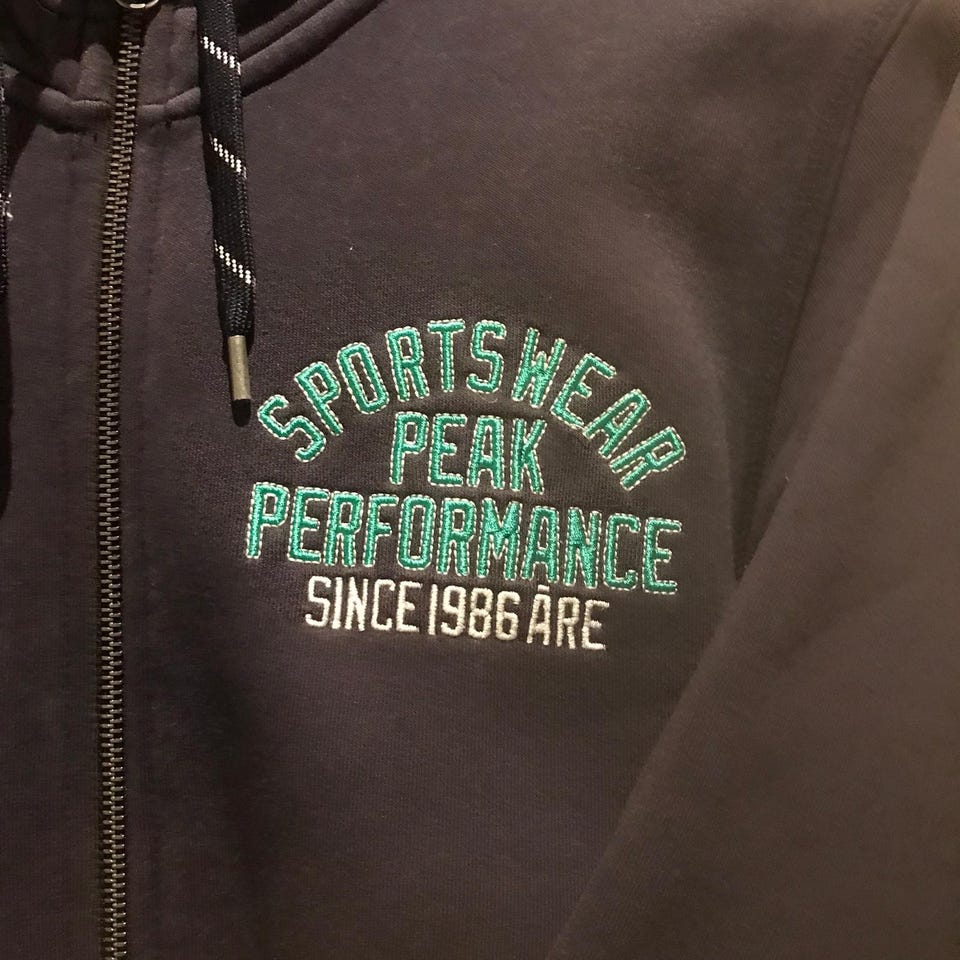 SPORTSWEAR
PEAK
PERFORMANCE
SINCE 1986 ÅRE